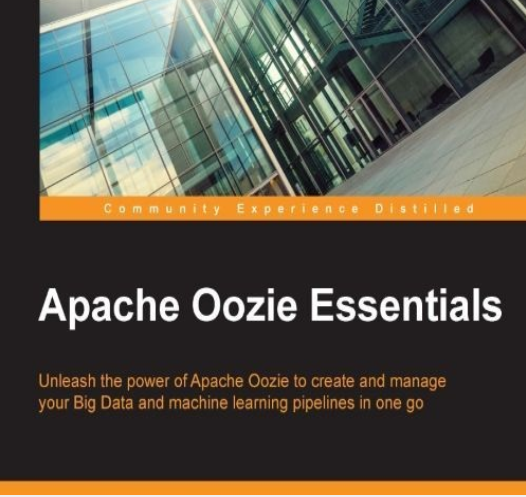 Community Experience Distilled
Apache Oozie Essentials
Unleash the power of Apache Oozie to create and manage
your Big Data and machine learning pipelines in one go